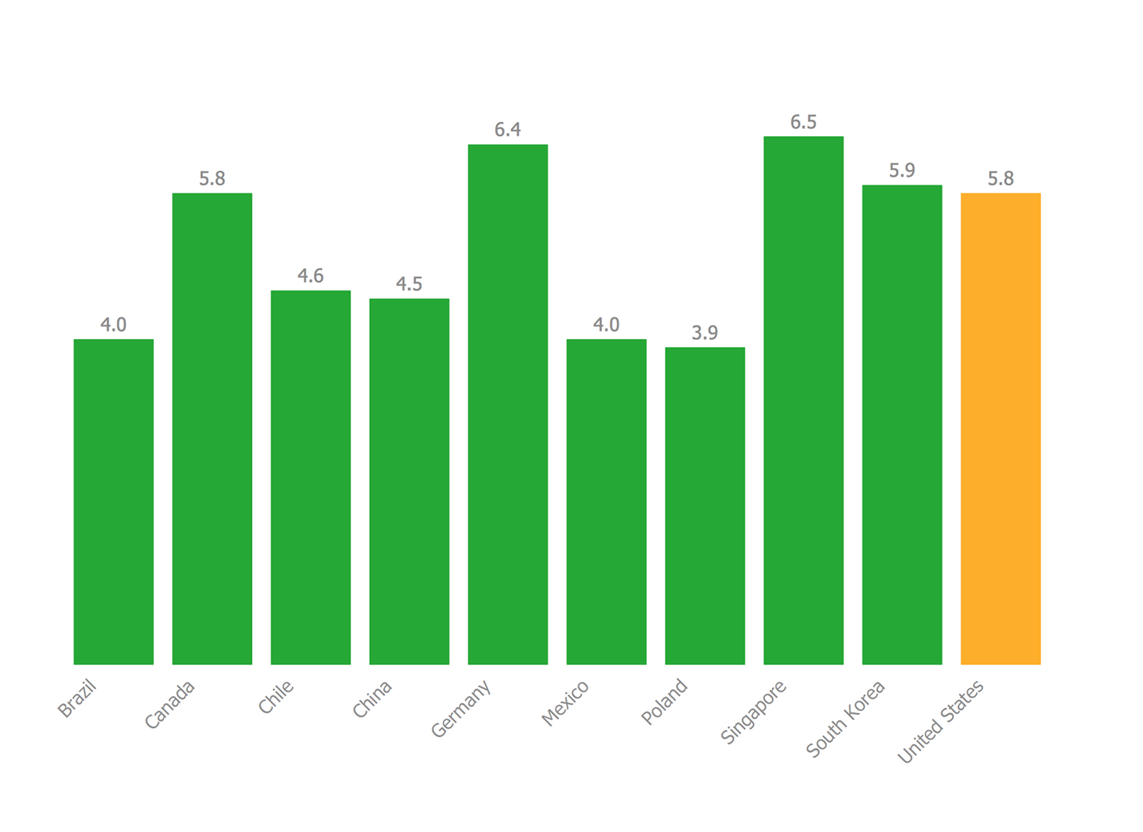 4.0
5.8
4.6
4.5
6.4
4.0
3.9
6.5
5.9
5.8
Brazil
Canada
Chile
China
Germany
Mexico
Poland
Singapore
South Korea
United States